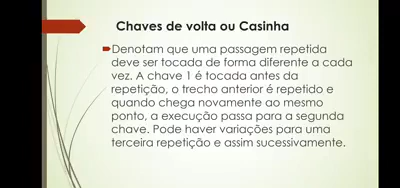 Chaves de volta ou Casinha
Denotam que uma passagem repetida
deve ser tocada de forma diferente a cada
vez. A chave 1 é tocada antes da
repetição, o trecho anterior é repetido e
quando chega novamente ao mesmo
ponto, a execução passa para a segunda
chave. Pode haver variações para uma
terceira repetição e assim sucessivamente.